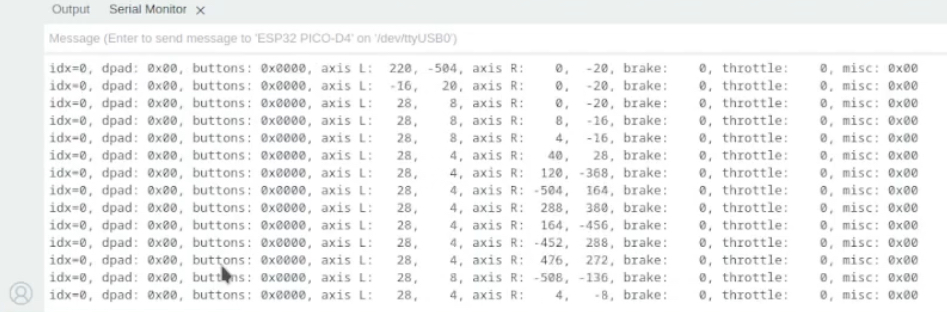 Output Serial Monitor ×
Message (Enter to send message to 'ESP32 PICO-D4' on '/dev/ttyUSB0')
idx=0, dpad: 0x00, buttons: 0x0000, axis L:  220, -504, axis R:    0,  -20, brake:    0, throttle:    0, misc: 0x00
idx=0, dpad: 0x00, buttons: 0x0000, axis L:  -16,   20, axis R:    0,  -20, brake:    0, throttle:    0, misc: 0x00
idx=0, dpad: 0x00, buttons: 0x0000, axis L:   28,    8, axis R:    0,  -20, brake:    0, throttle:    0, misc: 0x00
idx=0, dpad: 0x00, buttons: 0x0000, axis L:   28,    8, axis R:    8,  -16, brake:    0, throttle:    0, misc: 0x00
idx=0, dpad: 0x00, buttons: 0x0000, axis L:   28,    8, axis R:    4,  -16, brake:    0, throttle:    0, misc: 0x00
idx=0, dpad: 0x00, buttons: 0x0000, axis L:   28,    4, axis R:   40,   28, brake:    0, throttle:    0, misc: 0x00
idx=0, dpad: 0x00, buttons: 0x0000, axis L:   28,    4, axis R:  120, -368, brake:    0, throttle:    0, misc: 0x00
idx=0, dpad: 0x00, buttons: 0x0000, axis L:   28,    4, axis R: -504,  164, brake:    0, throttle:    0, misc: 0x00
idx=0, dpad: 0x00, buttons: 0x0000, axis L:   28,    4, axis R:  288,  380, brake:    0, throttle:    0, misc: 0x00
idx=0, dpad: 0x00, buttons: 0x0000, axis L:   28,    4, axis R:  164, -456, brake:    0, throttle:    0, misc: 0x00
idx=0, dpad: 0x00, buttons: 0x0000, axis L:   28,    4, axis R: -452,  288, brake:    0, throttle:    0, misc: 0x00
idx=0, dpad: 0x00, buttons: 0x0000, axis L:   28,    4, axis R:  476,  272, brake:    0, throttle:    0, misc: 0x00
idx=0, dpad: 0x00, buttons: 0x0000, axis L:   28,    8, axis R: -508, -136, brake:    0, throttle:    0, misc: 0x00
idx=0, dpad: 0x00, buttons: 0x0000, axis L:   28,    4, axis R:    4,   -8, brake:    0, throttle:    0, misc: 0x00